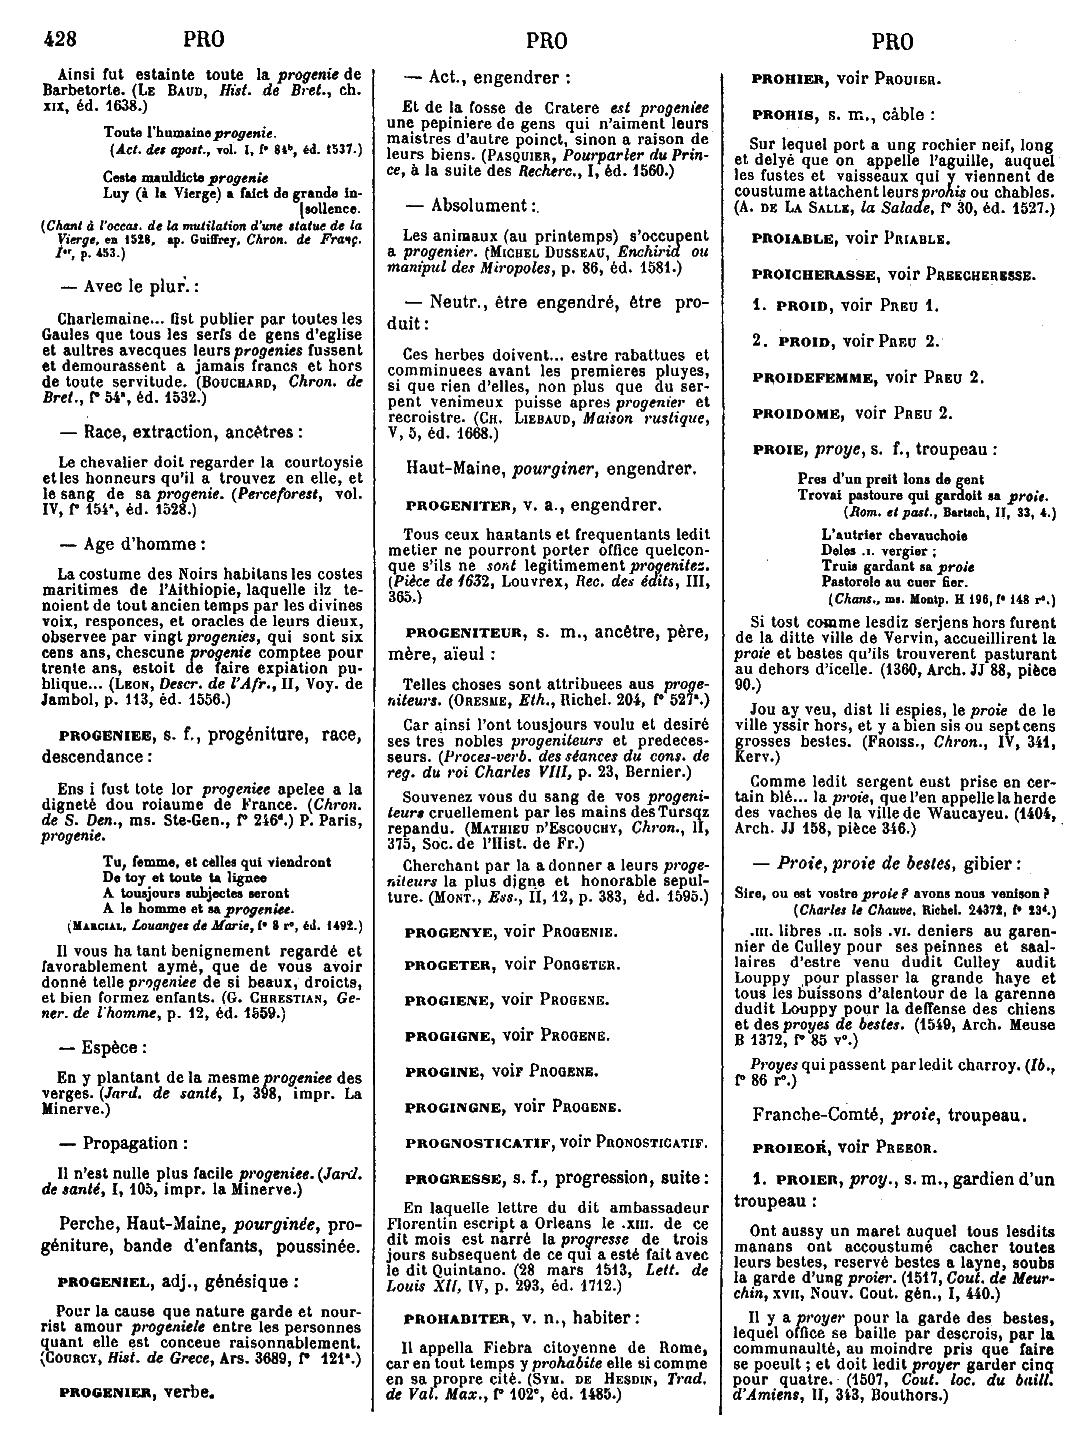 428 PRO PRO PRO
Ainsi fut estainte toute la progenie de
Barbetorte. (LE BAUD, Hist. de Bret., ch.
XIX, éd. 1638.)
Toute l'humaine progenie.
(Act. des apost., vol. I, f° 84ᵇ, éd. 1537.)
Ceste mauldicte progenie
Luy (à la Vierge) a faict de grande in-
[sollence.
(Chant à l'occas. de la mutilation d'une statue de la
Vierge, en 1528, ap. Guiffrey, Chron. de Franç.
Iᵉʳ, p. 453.)
— Avec le plur. :
Charlemaine... fist publier par toutes les
Gaules que tous les serfs de gens d'eglise
et aultres avecques leurs progenies fussent
et demourassent a jamais francs et hors
de toute servitude. (BOUCHARD, Chron. de
Bret., f° 54ᵃ, éd. 1532.)
— Race, extraction, ancêtres :
Le chevalier doit regarder la courtoysie
et les honneurs qu'il a trouvez en elle, et
le sang de sa progenie. (Perceforest, vol.
IV, f° 154ᵃ, éd. 1528.)
— Age d'homme :
La costume des Noirs habitans les costes
maritimes de l'Aithiopie, laquelle ilz te-
noient de tout ancien temps par les divines
voix, responces, et oracles de leurs dieux,
observee par vingt progenies, qui sont six
cens ans, chescune progenie comptee pour
trente ans, estoit de faire expiation pu-
blique... (LEON, Descr. de l'Afr., II, Voy. de
Jambol, p. 113, éd. 1556.)
PROGENIEE, s. f., progéniture, race,
descendance :
Ens i fust tote lor progeniee apelee a la
digneté dou roiaume de France. (Chron.
de S. Den., ms. Ste-Gen., f° 246ᵈ.) P. Paris,
progenie.
Tu, femme, et celles qui viendront
De toy et toute ta lignee
A tousjours subjectes seront
A le homme et sa progeniee.
(MARCIAL, Louanges de Marie, f° 8 r°, éd. 1492.)
Il vous ha tant benignement regardé et
favorablement aymé, que de vous avoir
donné telle progeniee de si beaux, droicts,
et bien formez enfants. (G. CHRESTIAN, Ge-
ner. de l'homme, p. 12, éd. 1559.)
— Espèce :
En y plantant de la mesme progeniee des
verges. (Jard. de santé, I, 398, impr. La
Minerve.)
— Propagation :
Il n'est nulle plus facile progeniee. (Jard.
de santé, I, 105, impr. la Minerve.)
Perche, Haut-Maine, pourginée, pro-
géniture, bande d'enfants, poussinée.
PROGENIEL, adj., génésique :
Pour la cause que nature garde et nour-
rist amour progeniele entre les personnes
quant elle est conceue raisonnablement.
(COURCY, Hist. de Grece, Ars. 3689, f° 121ᵃ.)
PROGENIER, verbe.
— Act., engendrer :
Et de la fosse de Cratere est progeniee
une pepiniere de gens qui n'aiment leurs
maistres d'autre poinct, sinon a raison de
leurs biens. (PASQUIER, Pourparler du Prin-
ce, à la suite des Recherc., I, éd. 1560.)
— Absolument :
Les animaux (au printemps) s'occupent
a progenier. (MICHEL DUSSEAU, Enchirid ou
manipul des Miropoles, p. 86, éd. 1581.)
— Neutr., être engendré, être pro-
duit :
Ces herbes doivent... estre rabattues et
comminuees avant les premieres pluyes,
si que rien d'elles, non plus que du ser-
pent venimeux puisse apres progenier et
recroistre. (CH. LIEBAUD, Maison rustique,
V, 5, éd. 1668.)
Haut-Maine, pourginer, engendrer.
PROGENITER, v. a., engendrer.
Tous ceux hantants et frequentants ledit
metier ne pourront porter office quelcon-
que s'ils ne sont legitimement progenitez.
(Pièce de 1632, Louvrex, Rec. des édits, III,
365.)
PROGENITEUR, s. m., ancêtre, père,
mère, aïeul :
Telles choses sont attribuees aus proge-
niteurs. (ORESME, Eth., Richel. 204, f° 527ᵃ.)
Car ainsi l'ont tousjours voulu et desiré
ses tres nobles progeniteurs et predeces-
seurs. (Proces-verb. des séances du cons. de
reg. du roi Charles VIII, p. 23, Bernier.)
Souvenez vous du sang de vos progeni-
teurs cruellement par les mains des Tursqz
repandu. (MATHIEU D'ESCOUCHY, Chron., II,
375, Soc. de l'Hist. de Fr.)
Cherchant par la a donner a leurs proge-
niteurs la plus digne et honorable sepul-
ture. (MONT., Ess., II, 12, p. 383, éd. 1595.)
PROGENYE, voir PROGENIE.
PROGETER, voir PORGETER.
PROGIENE, voir PROGENE.
PROGIGNE, voir PROGENE.
PROGINE, voir PROGENE.
PROGINGNE, voir PROGENE.
PROGNOSTICATIF, voir PRONOSTICATIF.
PROGRESSE, s. f., progression, suite :
En laquelle lettre du dit ambassadeur
Florentin escript a Orleans le .XIII. de ce
dit mois est narré la progresse de trois
jours subsequent de ce qui a esté fait avec
le dit Quintano. (28 mars 1513, Lett. de
Louis XII, IV, p. 293, éd. 1712.)
PROHABITER, v. n., habiter :
Il appella Fiebra citoyenne de Rome,
car en tout temps y prohabite elle si comme
en sa propre cité. (SYM. DE HESDIN, Trad.
de Val. Max., f° 102ᶜ, éd. 1485.)
PROHIER, voir PROUIER.
PROHIS, s. m., câble :
Sur lequel port a ung rochier neif, long
et delyé que on appelle l'aguille, auquel
les fustes et vaisseaux qui y viennent de
coustume attachent leurs prohis ou chables.
(A. DE LA SALLE, la Salade, f° 30, éd. 1527.)
PROIABLE, voir PRIABLE.
PROICHERASSE, voir PREECHERESSE.
1. PROID, voir PREU 1.
2. PROID, voir PREU 2.
PROIDEFEMME, voir PREU 2.
PROIDOME, voir PREU 2.
PROIE, proye, s. f., troupeau :
Pres d'un preit lons de gent
Trovai pastoure qui gardoit sa proie.
(Rom. et past., Bartsch, II, 33, 4.)
L'autrier chevauchoie
Deles .I. vergier ;
Truis gardant sa proie
Pastorele au cuer fier.
(Chans., ms. Montp. H 196, f° 148 r°.)
Si tost comme lesdiz serjens hors furent
de la ditte ville de Vervin, accueillirent la
proie et bestes qu'ils trouverent pasturant
au dehors d'icelle. (1360, Arch. JJ 88, pièce
90.)
Jou ay veu, dist li espies, le proie de le
ville yssir hors, et y a bien sis ou sept cens
grosses bestes. (FROISS., Chron., IV, 341,
Kerv.)
Comme ledit sergent eust prise en cer-
tain blé... la proie, que l'en appelle la herde
des vaches de la ville de Waucayeu. (1404,
Arch. JJ 158, pièce 346.)
— Proie, proie de bestes, gibier :
Sire, ou est vostre proie ? avons nous venison ?
(Charles le Chauve, Richel. 24372, f° 23ᵈ.)
.III. libres .II. sols .VI. deniers au garen-
nier de Culley pour ses peinnes et saal-
laires d'estre venu dudit Culley audit
Louppy pour plasser la grande haye et
tous les buissons d'alentour de la garenne
dudit Louppy pour la deffense des chiens
et des proyes de bestes. (1549, Arch. Meuse
B 1372, f° 85 v°.)
Proyes qui passent par ledit charroy. (Ib.,
f° 86 r°.)
Franche-Comté, proie, troupeau.
PROIEOR, voir PREEOR.
1. PROIER, proy., s. m., gardien d'un
troupeau :
Ont aussy un maret auquel tous lesdits
manans ont accoustumé cacher toutes
leurs bestes, reservé bestes a layne, soubs
la garde d'ung proier. (1517, Cout. de Meur-
chin, XVII, Nouv. Cout. gén., I, 440.)
Il y a proyer pour la garde des bestes,
lequel office se baille par descrois, par la
communaulté, au moindre pris que faire
se poeult ; et doit ledit proyer garder cinq
pour quatre. (1507, Cout. loc. du baill.
d'Amiens, II, 343, Bouthors.)